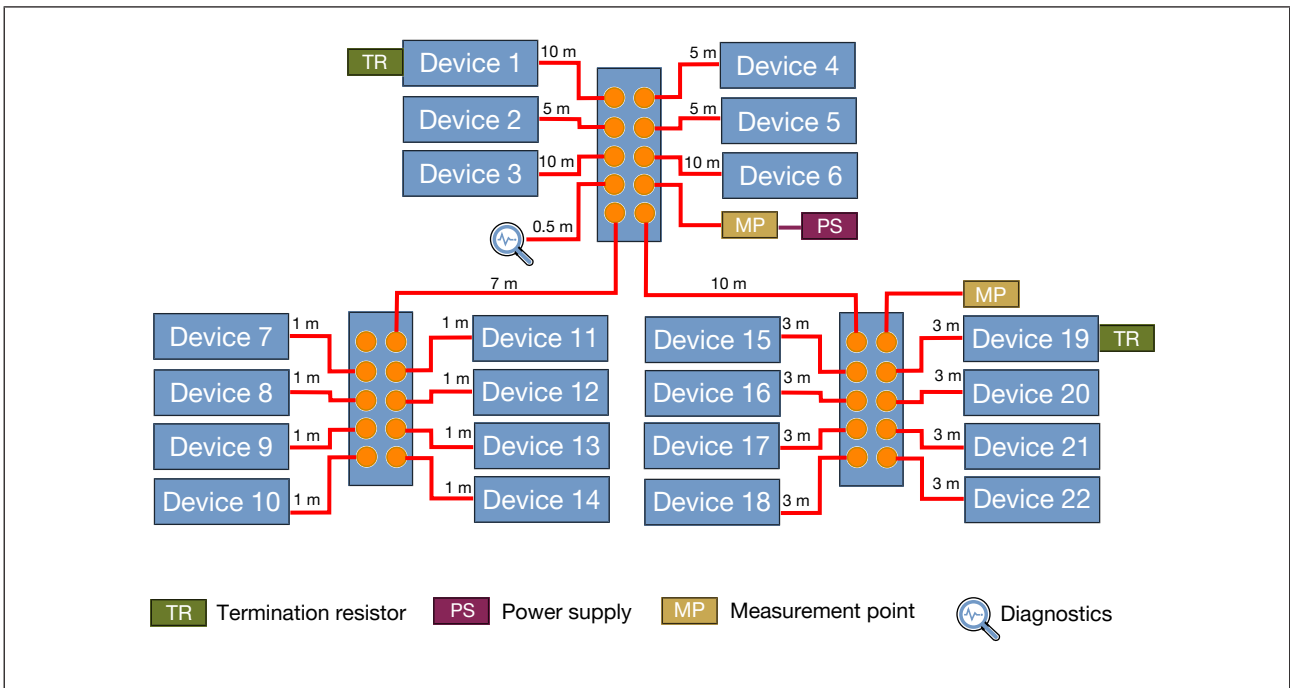 TR
Device 1
10 m
5 m
Device 4
Device 2
5 m
5 m
Device 5
Device 3
10 m
10 m
Device 6
0.5 m
MP
PS
7 m
10 m
MP
Device 7
1 m
1 m
Device 11
Device 8
1 m
1 m
Device 12
Device 9
1 m
1 m
Device 13
Device 10
1 m
1 m
Device 14
Device 15
3 m
3 m
Device 19
TR
Device 16
3 m
3 m
Device 20
Device 17
3 m
3 m
Device 21
Device 18
3 m
3 m
Device 22
TR Termination resistor
PS Power supply
MP Measurement point
Diagnostics